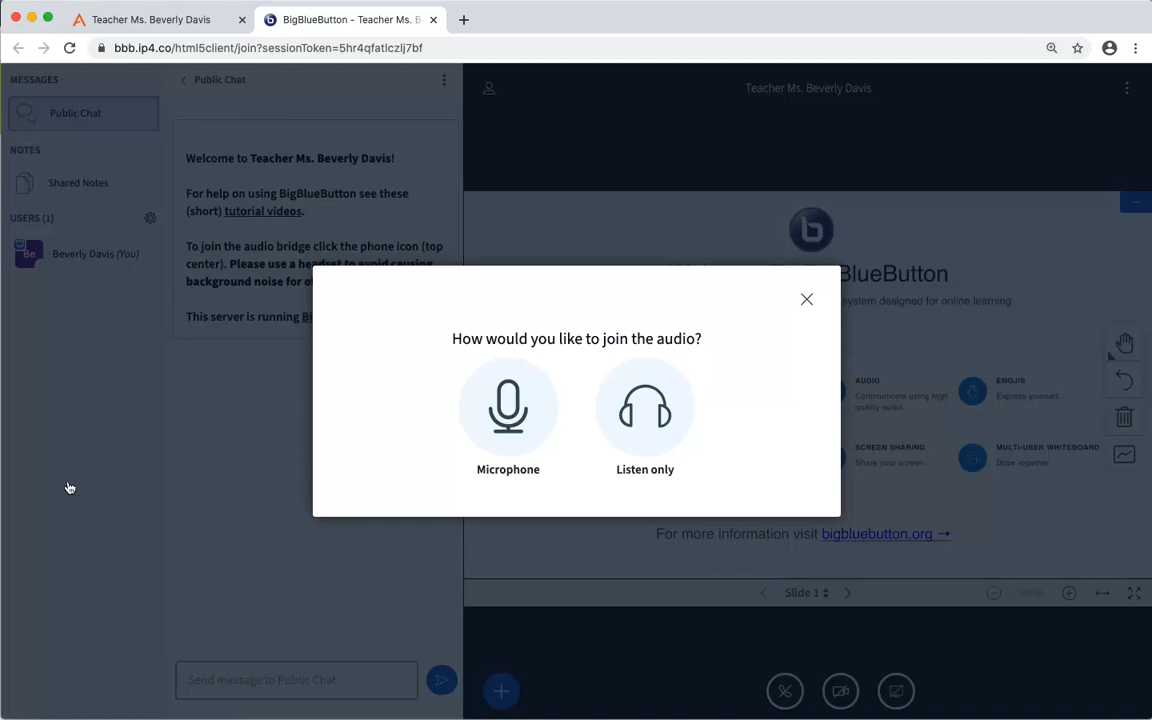 Teacher Ms. Beverly Davis
BigBlueButton - Teacher Ms. B
bbb.ip4.co/html5client/join?sessionToken=5hr4qfatlczlj7bf
MESSAGES
Public Chat
NOTES
Shared Notes
USERS (1)
Be
Beverly Davis (You)
Public Chat
Welcome to Teacher Ms. Beverly Davis!
For help on using BigBlueButton see these
(short) tutorial videos.
To join the audio bridge click the phone icon (top
center). Please use a headset to avoid causing
background noise for
This server is running
Send message to Public Chat
Teacher Ms. Beverly Davis
BlueButton
system designed for online learning
AUDIO
Communicate using high
quality audio.
EMOJIS
Express yourself.
SCREEN SHARING
Share your screen.
MULTI-USER WHITEBOARD
Draw together.
For more information visit bigbluebutton.org →
Slide 1
100%
How would you like to join the audio?
Microphone
Listen only